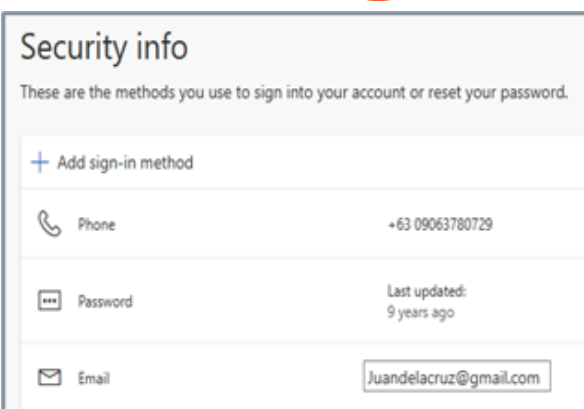 Security info
These are the methods you use to sign into your account or reset your password.
+ Add sign-in method
Phone +63 09063780729
Password Last updated:
9 years ago
Email Juandelacruz@gmail.com